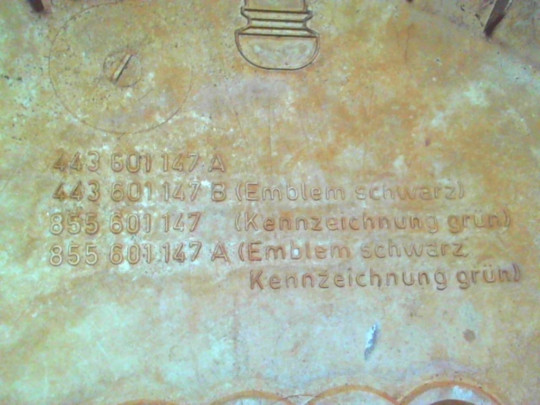 443 601 147 A
443 601 147 B (Emblem schwarz)
855 601 147 (Kennzeichnung grün)
855 601 147 A (Emblem schwarz
Kennzeichnung grün)